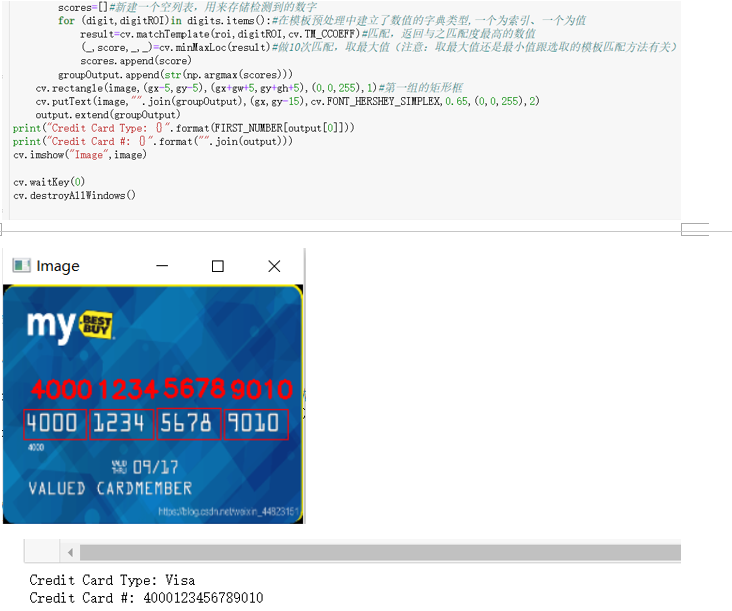 scores=[]#新建一个空列表，用来存储检测到的数字
for (digit,digitROI)in digits.items():#在模板预处理中建立了数值的字典类型,一个为索引、一个为值
result=cv.matchTemplate(roi,digitROI,cv.TM_CCOEFF)#匹配，返回与之匹配度最高的数值
(_,score,_,_)=cv.minMaxLoc(result)#做10次匹配，取最大值（注意：取最大值还是最小值跟选取的模板匹配方法有关）
scores.append(score)
groupOutput.append(str(np.argmax(scores)))
cv.rectangle(image,(gx-5,gy-5),(gx+gw+5,gy+gh+5),(0,0,255),1)#第一组的矩形框
cv.putText(image,"".join(groupOutput),(gx,gy-15),cv.FONT_HERSHEY_SIMPLEX,0.65,(0,0,255),2)
output.extend(groupOutput)
print("Credit Card Type: {}".format(FIRST_NUMBER[output[0]]))
print("Credit Card #: {}".format("".join(output)))
cv.imshow("Image",image)
cv.waitKey(0)
cv.destroyAllWindows()
Image
my BEST BUY
4000 1234 5678 9010
4000 1234 5678 9010
4000
VALID THRU 09/17
VALUED CARDMEMBER
https://blog.csdn.net/weixin_44823151
Credit Card Type: Visa
Credit Card #: 4000123456789010